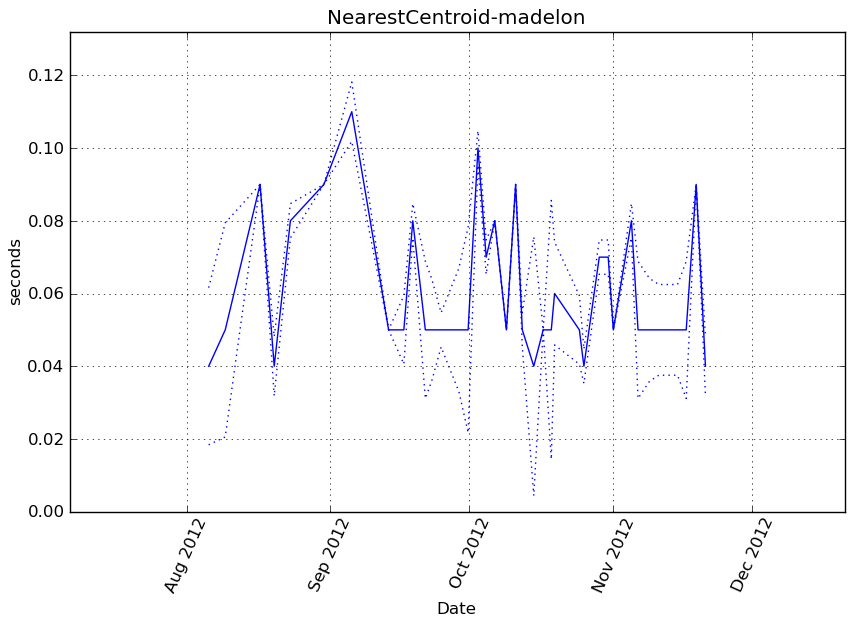 NearestCentroid-madelon
0.12
0.10
0.08
0.06
0.04
0.02
0.00
seconds
Aug 2012
Sep 2012
Oct 2012
Nov 2012
Dec 2012
Date